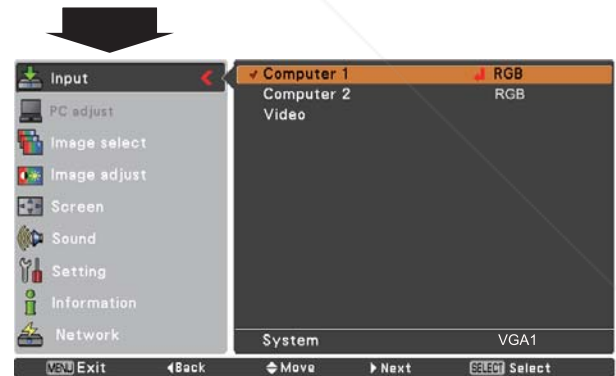 Input
Computer 1 RGB
Computer 2 RGB
PC adjust
Video
Image select
Image adjust
Screen
Sound
Setting
Information
Network
System VGA1
MENU Exit Back Move Next SELECT Select